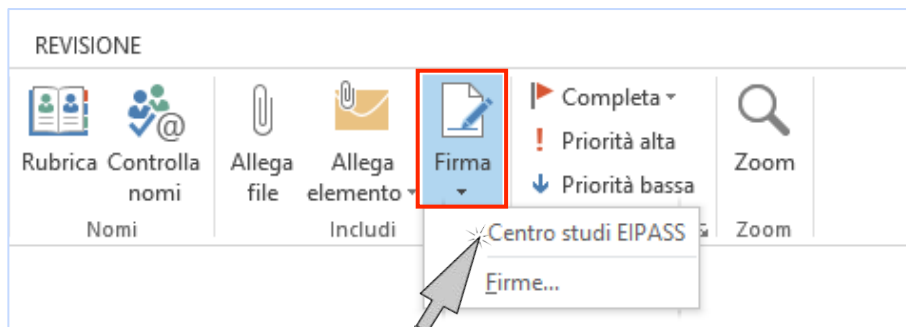 REVISIONE
Rubrica
Controlla
nomi
Nomi
Allega
file
Allega
elemento
Includi
Firma
Completa
Priorità alta
Priorità bassa
Zoom
Zoom
Centro studi EIPASS
Firme...